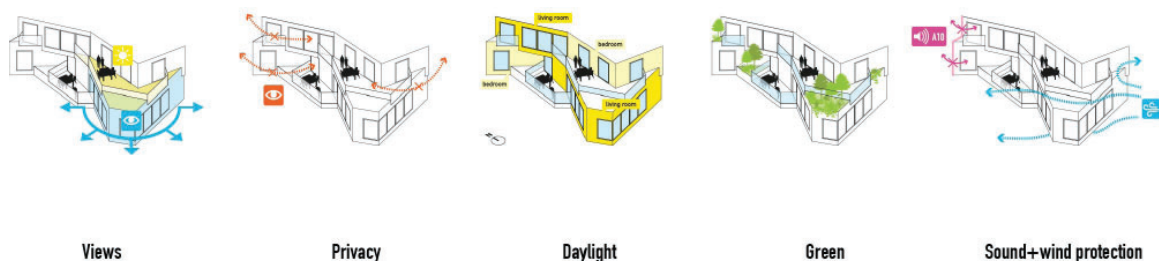 living room
bedroom
bedroom
living room
A10
Views
Privacy
Daylight
Green
Sound+wind protection